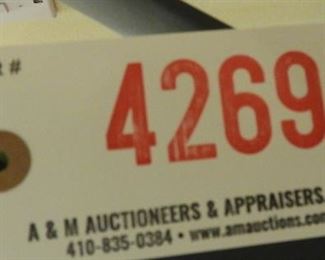 R #
4269
A & M AUCTIONEERS & APPRAISERS
410-835-0384 • www.amauctions.com